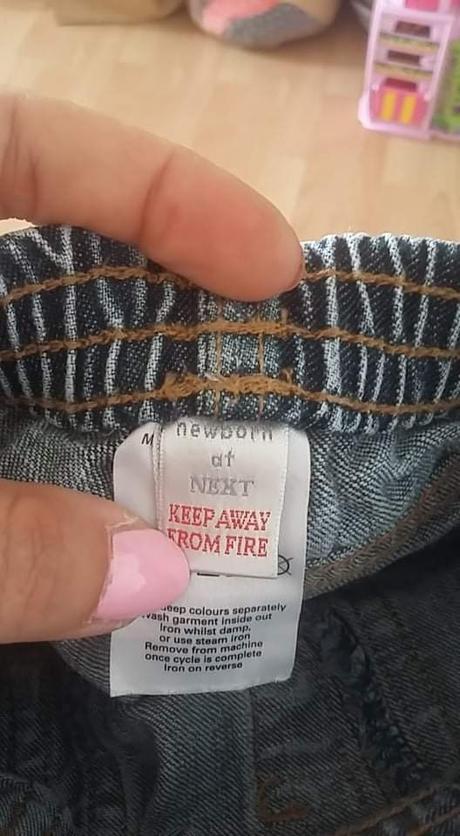 M
newborn
at
NEXT
KEEP AWAY
FROM FIRE
deep colours separately
Wash garment inside out
Iron whilst damp,
or use steam iron
Remove from machine
once cycle is complete
Iron on reverse